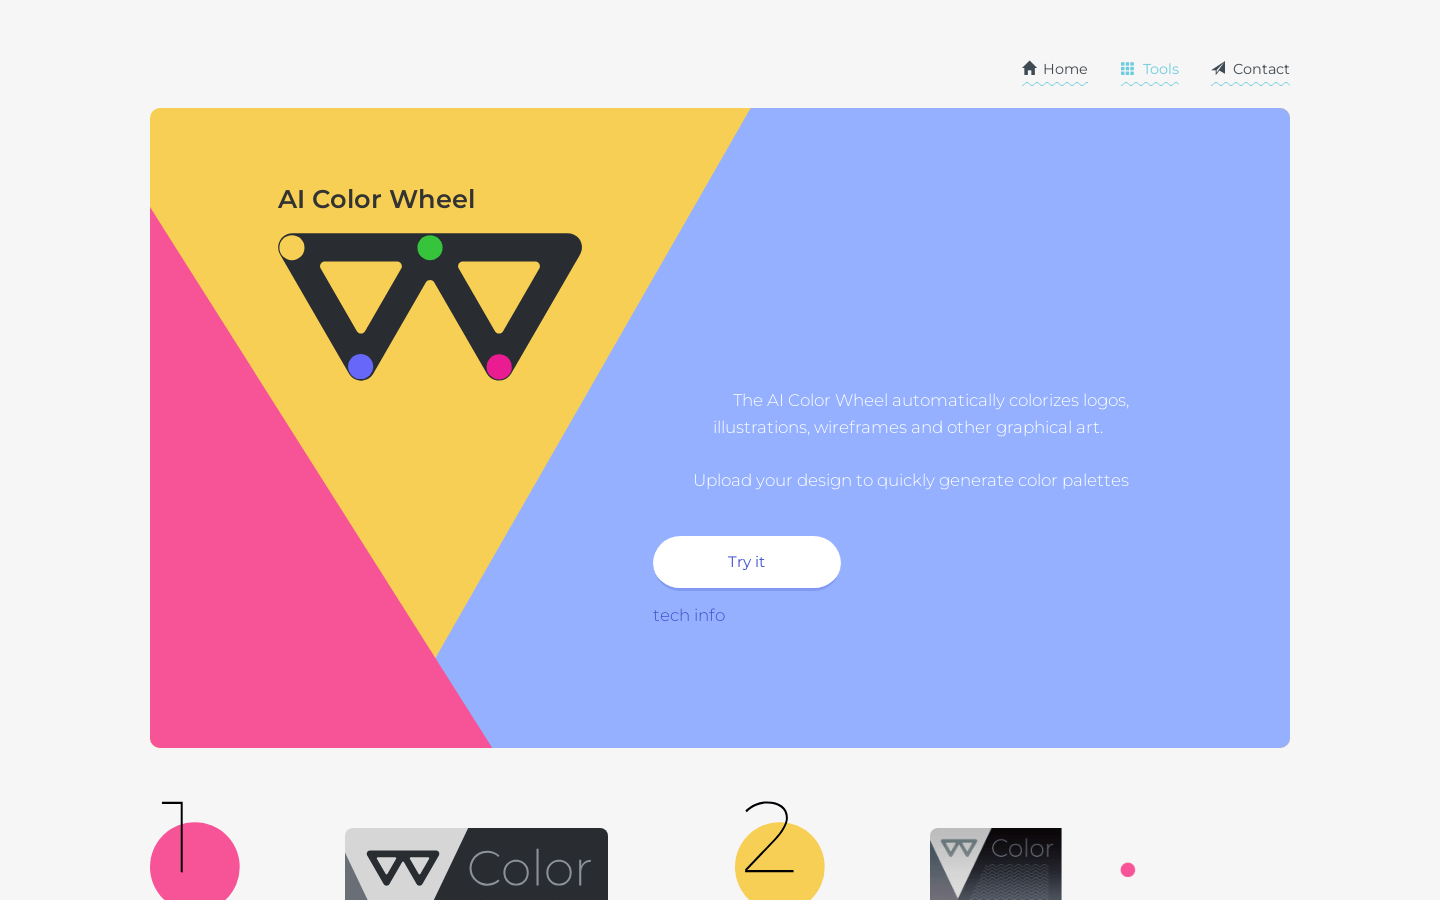 Home
Tools
Contact
AI Color Wheel
The AI Color Wheel automatically colorizes logos,
illustrations, wireframes and other graphical art.
Upload your design to quickly generate color palettes
Try it
tech info
1
Color
2
Color